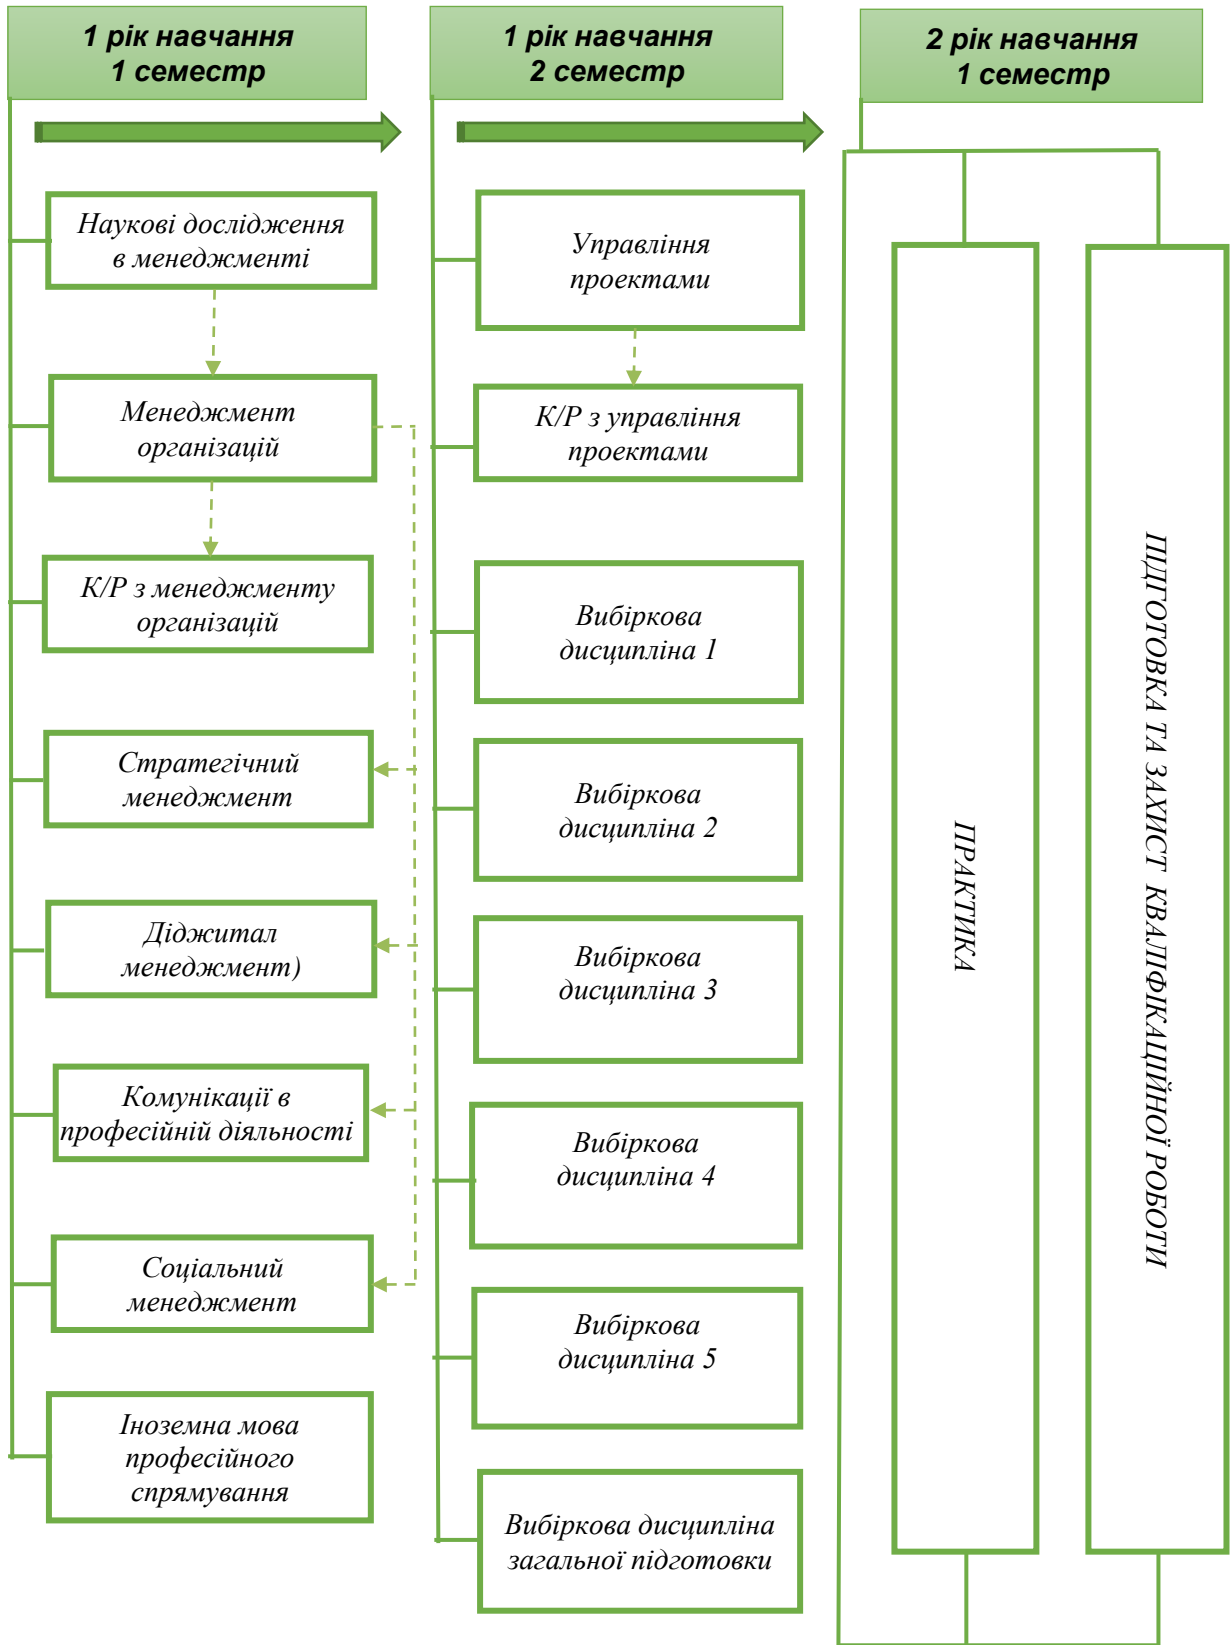 1 рік навчання
1 семестр
Наукові дослідження
в менеджменті
Менеджмент
організацій
К/Р з менеджменту
організацій
Стратегічний
менеджмент
Діджитал
менеджмент)
Комунікації в
професійній діяльності
Соціальний
менеджмент
Іноземна мова
професійного
спрямування
1 рік навчання
2 семестр
Управління
проектами
К/Р з управління
проектами
Вибіркова
дисципліна 1
Вибіркова
дисципліна 2
Вибіркова
дисципліна 3
Вибіркова
дисципліна 4
Вибіркова
дисципліна 5
Вибіркова дисципліна
загальної підготовки
2 рік навчання
1 семестр
ПРАКТИКА
ПІДГОТОВКА ТА ЗАХИСТ КВАЛІФІКАЦІЙНОЇ РОБОТИ